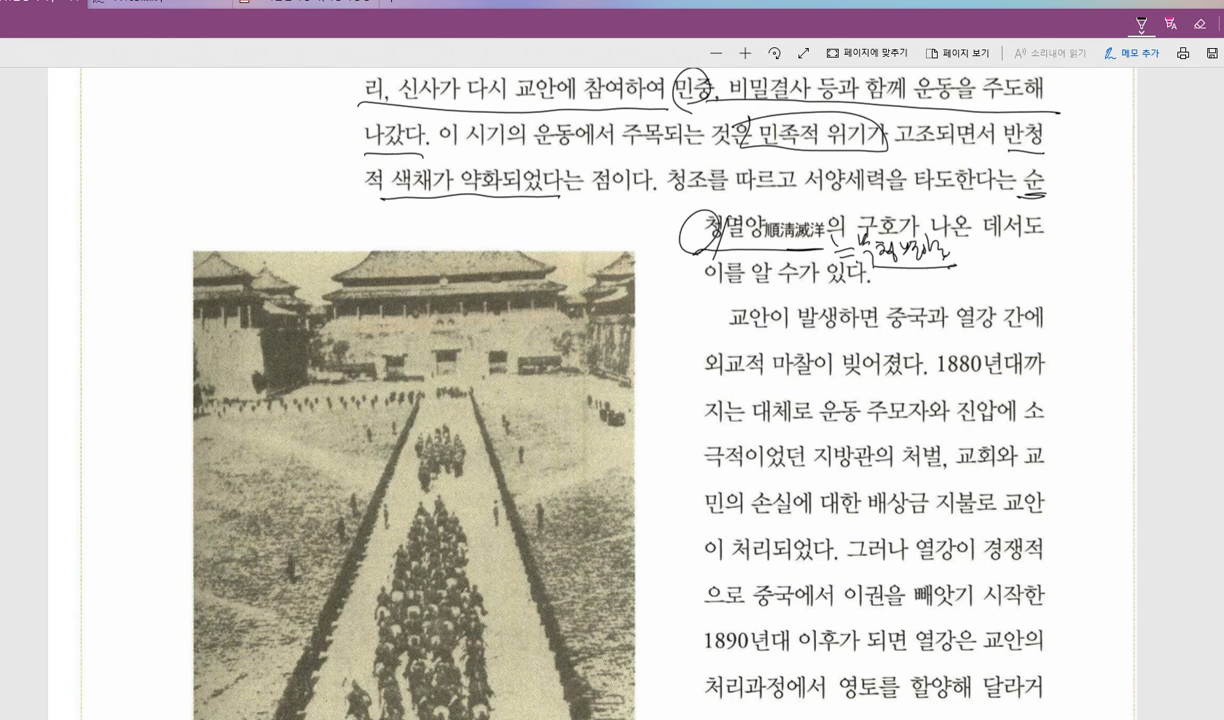 페이지에 맞추기
페이지 보기
소리내어 읽기
메모 추가
리, 신사가 다시 교안에 참여하여 민중, 비밀결사 등과 함께 운동을 주도해
나갔다. 이 시기의 운동에서 주목되는 것은 민족적 위기가 고조되면서 반청
적 색채가 약화되었다는 점이다. 청조를 따르고 서양세력을 타도한다는 순
청멸양順淸滅洋의 구호가 나온 데서도
이를 알 수가 있다.
교안이 발생하면 중국과 열강 간에
외교적 마찰이 빚어졌다. 1880년대까
지는 대체로 운동 주모자와 진압에 소
극적이었던 지방관의 처벌, 교회와 교
민의 손실에 대한 배상금 지불로 교안
이 처리되었다. 그러나 열강이 경쟁적
으로 중국에서 이권을 빼앗기 시작한
1890년대 이후가 되면 열강은 교안의
처리과정에서 영토를 할양해 달라거